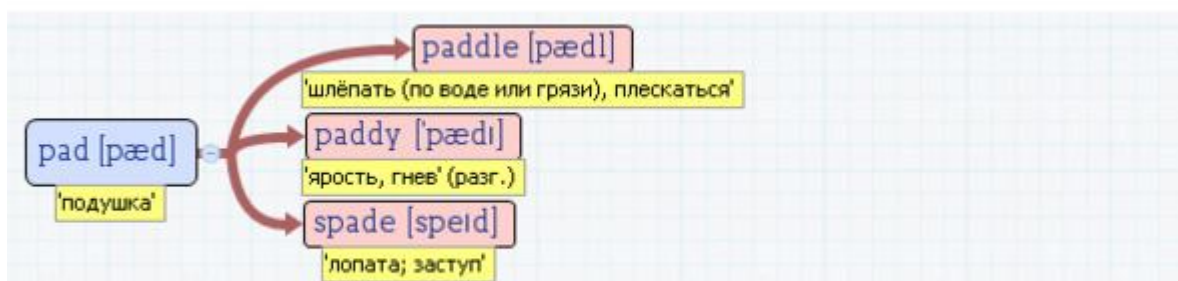 paddle [pædl]
'шлёпать (по воде или грязи), плескаться'
pad [pæd]
'подушка'
paddy ['pædı]
'ярость, гнев' (разг.)
spade [speıd]
'лопата; заступ'